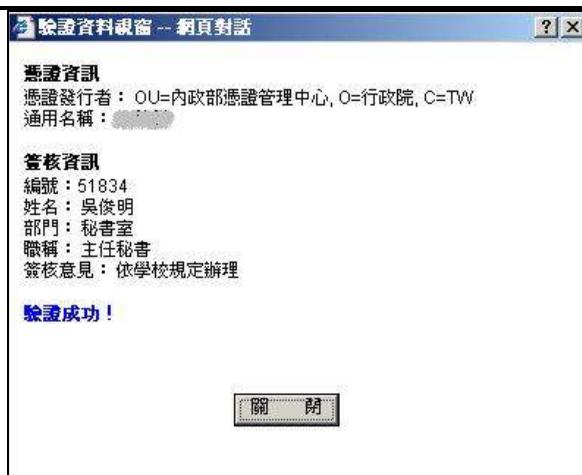 驗證資料視窗 -- 網頁對話
憑證資訊
憑證發行者： OU=內政部憑證管理中心, O=行政院, C=TW
通用名稱：
簽核資訊
編號：51834
姓名： 吳俊明
部門： 秘書室
職稱： 主任秘書
簽核意見： 依學校規定辦理
驗證成功！
關 閉